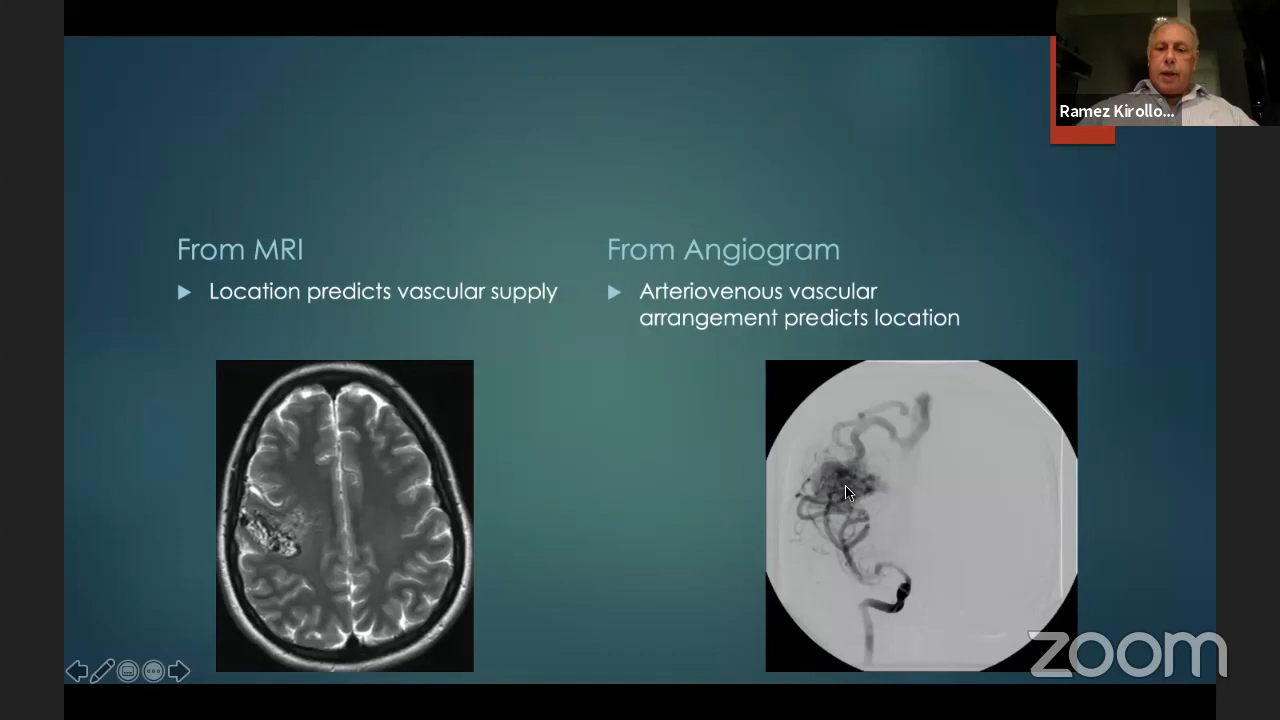 Ramez Kirollo...
From MRI
Location predicts vascular supply
From Angiogram
Arteriovenous vascular
arrangement predicts location
zoom